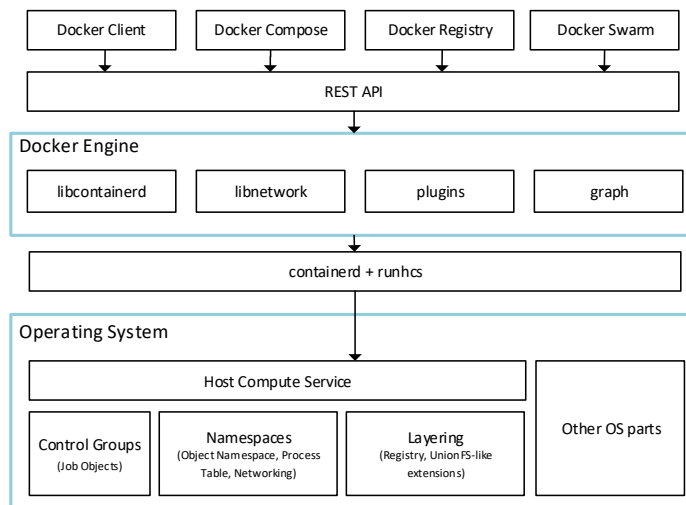 Docker Client
Docker Compose
Docker Registry
Docker Swarm
REST API
Docker Engine
libcontainerd
libnetwork
plugins
graph
containerd + runhcs
Operating System
Host Compute Service
Control Groups
(Job Objects)
Namespaces
(Object Namespace, Process
Table, Networking)
Layering
(Registry, UnionFS-like
extensions)
Other OS parts